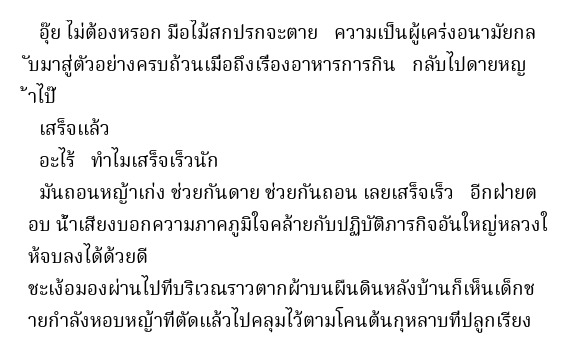 อุ๊ย ไม่ต้องหรอก มือไม้สกปรกจะตาย   ความเป็นผู้เคร่งอนามัยกล
ับมาสู่ตัวอย่างครบถ้วนเมื่อถึงเรื่องอาหารการกิน   กลับไปดายหญ
้าไป๊
เสร็จแล้ว
อะไร้   ทำไมเสร็จเร็วนัก
มันถอนหญ้าเก่ง ช่วยกันดาย ช่วยกันถอน เลยเสร็จเร็ว   อีกฝ่ายต
อบ น้ำเสียงบอกความภาคภูมิใจคล้ายกับปฏิบัติภารกิจอันใหญ่หลวงใ
ห้จบลงได้ด้วยดี
ชะเง้อมองผ่านไปที่บริเวณราวตากผ้าบนผืนดินหลังบ้านก็เห็นเด็กช
ายกำลังหอบหญ้าที่ตัดแล้วไปคลุมไว้ตามโคนต้นกุหลาบที่ปลูกเรียง